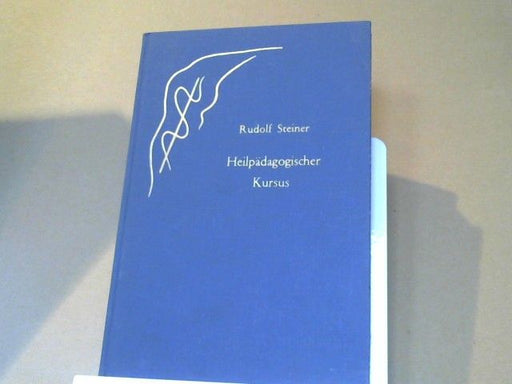 Rudolf Steiner
Heilpädagogischer
Kursus